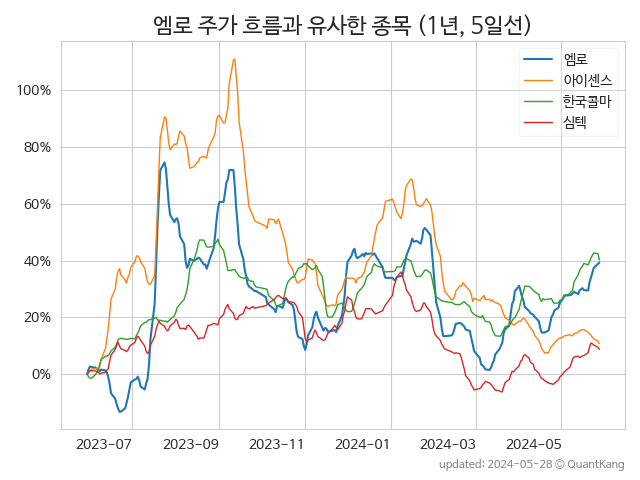 엠로 주가 흐름과 유사한 종목 (1년, 5일선)
엠로
아이센스
한국콜마
심텍
100%
80%
60%
40%
20%
0%
2023-07
2023-09
2023-11
2024-01
2024-03
2024-05
updated: 2024-05-28 © QuantKang